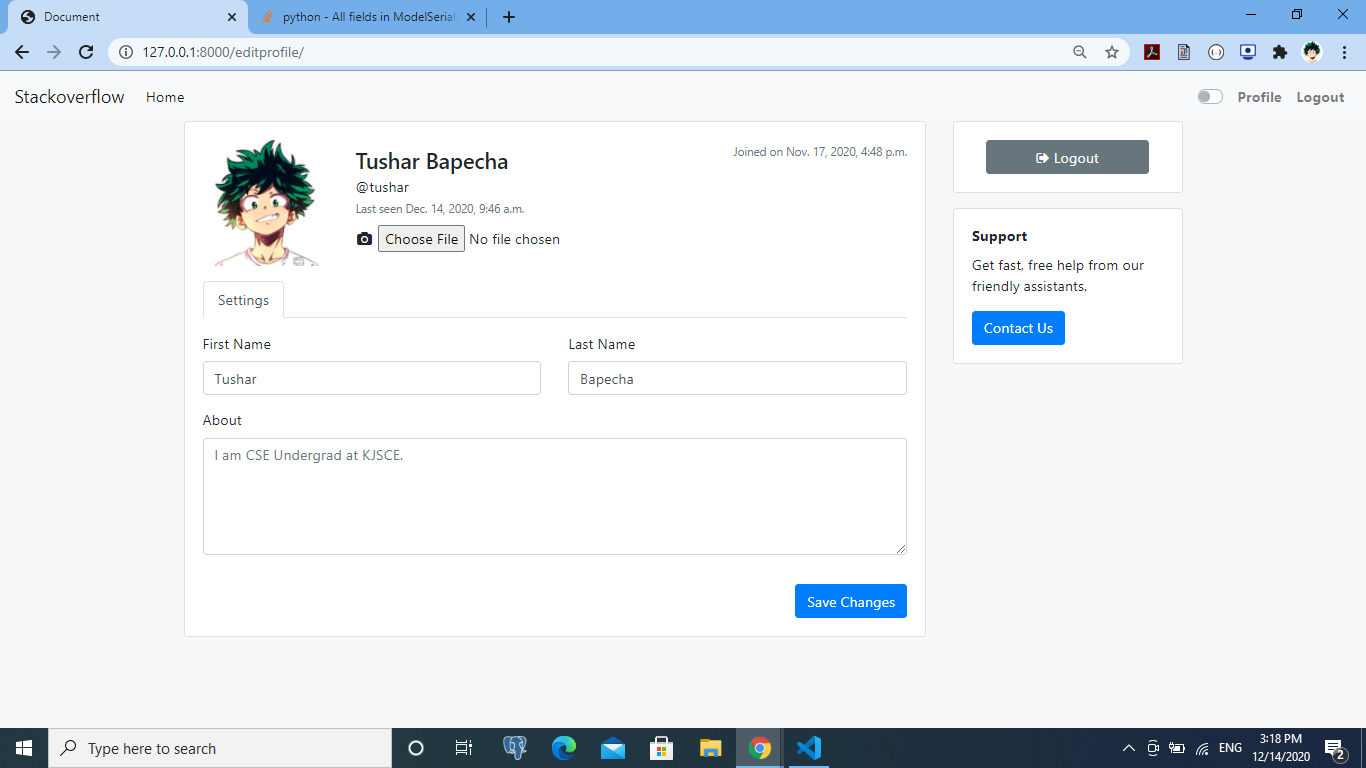 Document
python - All fields in ModelSerial
127.0.0.1:8000/editprofile/
Stackoverflow Home Profile Logout
Tushar Bapecha
Joined on Nov. 17, 2020, 4:48 p.m.
@tushar
Last seen Dec. 14, 2020, 9:46 a.m.
Choose File No file chosen
Settings
First Name
Last Name
Tushar
Bapecha
About
I am CSE Undergrad at KJSCE.
Save Changes
Logout
Support
Get fast, free help from our
friendly assistants.
Contact Us
Type here to search
ENG
3:18 PM
12/14/2020
2